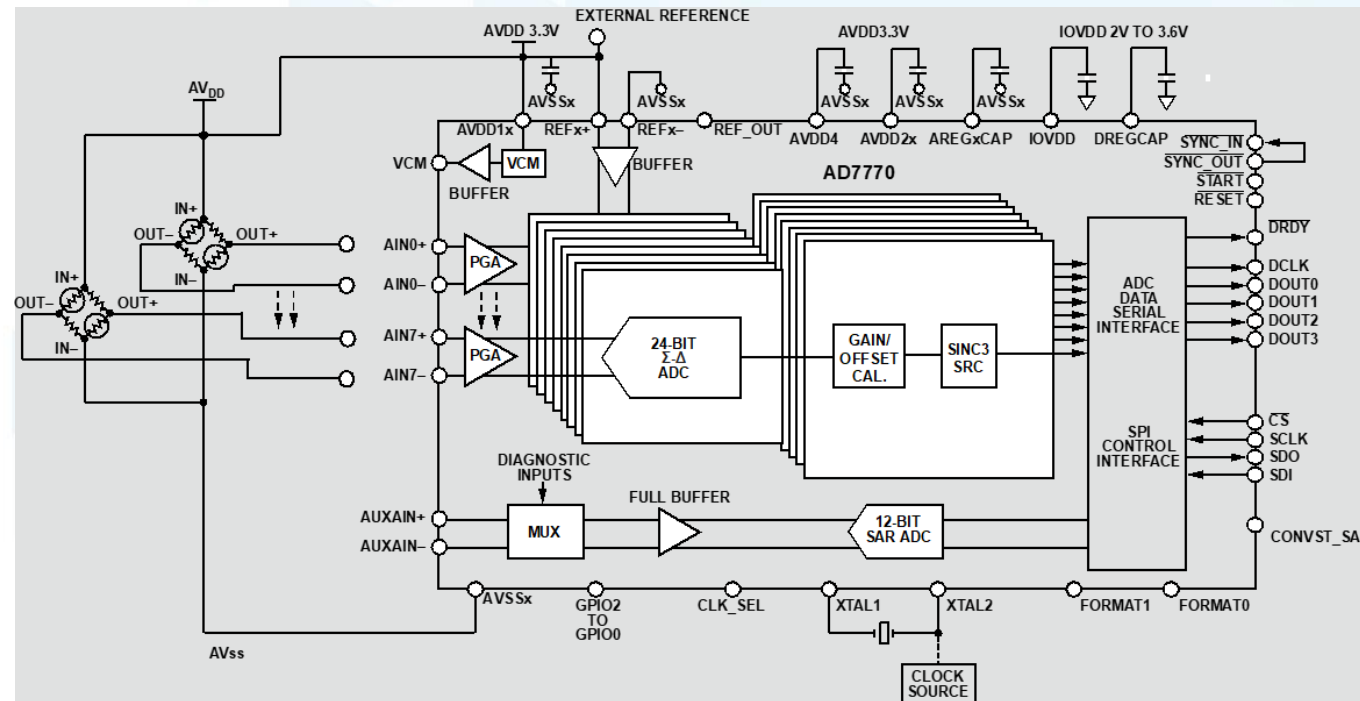 EXTERNAL REFERENCE
AVDD 3.3V
AVDD3.3V
IOVDD 2V TO 3.6V
AVDD
AVSSx
AVSSx
AVSSx
AVSSx
AVSSx
AVDD1x
REFx+
REFx–
REF_OUT
AVDD4
AVDD2x
AREGxCAP
IOVDD
DREGCAP
SYNC_IN
SYNC_OUT
START
RESET
VCM
BUFFER
VCM
BUFFER
AD7770
IN+
OUT–
OUT+
IN–
IN+
OUT–
OUT+
IN–
AIN0+
AIN0–
AIN7+
AIN7–
PGA
PGA
24-BIT
Σ-Δ
ADC
GAIN/
OFFSET
CAL.
SINC3
SRC
ADC
DATA
SERIAL
INTERFACE
SPI
CONTROL
INTERFACE
DRDY
DCLK
DOUT0
DOUT1
DOUT2
DOUT3
CS
SCLK
SDO
SDI
DIAGNOSTIC
INPUTS
FULL BUFFER
AUXAIN+
AUXAIN–
MUX
12-BIT
SAR ADC
CONVST_SA
AVSSx
GPIO2
TO
GPIO0
CLK_SEL
XTAL1
XTAL2
FORMAT1
FORMAT0
AVss
CLOCK
SOURCE